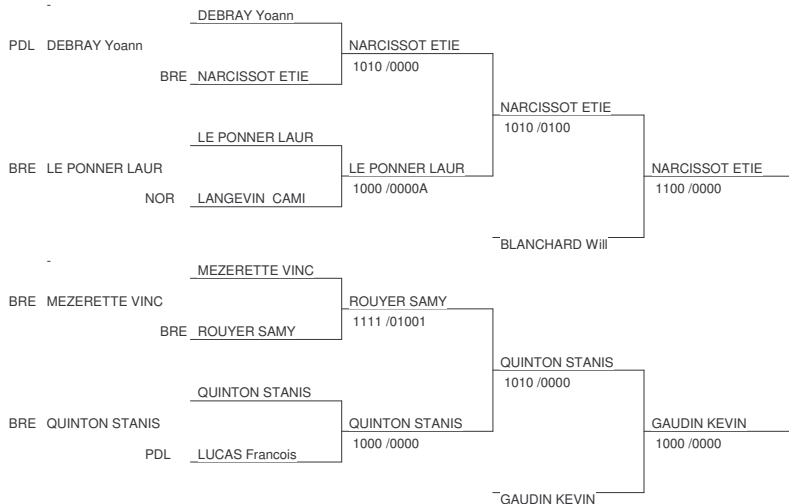 -
DEBRAY Yoann
PDL DEBRAY Yoann
NARCISSOT ETIE
1010 /0000
BRE NARCISSOT ETIE
NARCISSOT ETIE
1010 /0100
LE PONNER LAUR
BRE LE PONNER LAUR
LE PONNER LAUR
1000 /0000A
NARCISSOT ETIE
1100 /0000
NOR LANGEVIN CAMI
BLANCHARD Will
-
MEZERETTE VINC
BRE MEZERETTE VINC
ROUYER SAMY
1111 /01001
BRE ROUYER SAMY
QUINTON STANIS
1010 /0000
QUINTON STANIS
BRE QUINTON STANIS
QUINTON STANIS
1000 /0000
GAUDIN KEVIN
1000 /0000
PDL LUCAS Francois
GAUDIN KEVIN